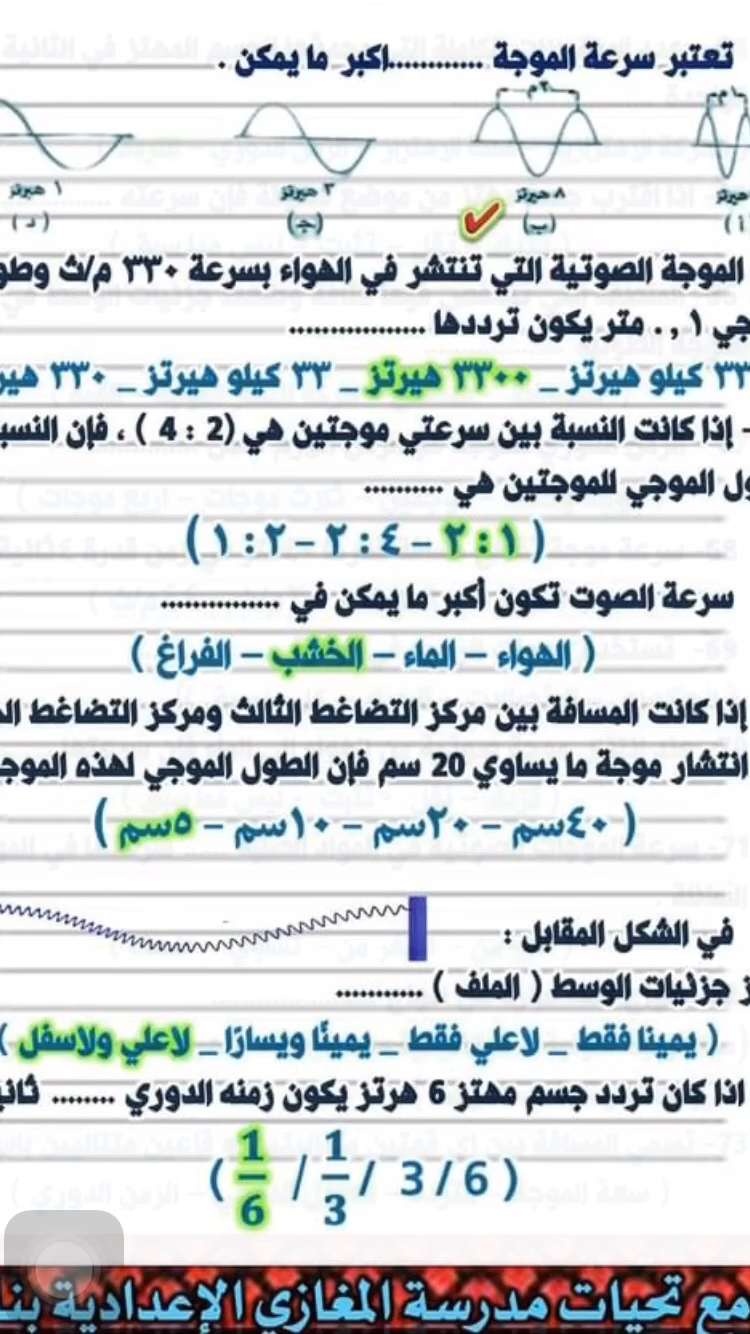 تعتبر سرعة الموجة ............اكبر ما يمكن .
٣م
١م
هيرتز
٨ هيرتز
٣ هيرتز
١ هيرتز
( أ
(ب)
(جـ)
( د )
الموجة الصوتية التي تنتشر في الهواء بسرعة ٣٣٠ م/ث وطو
جي ١ , . متر يكون ترددها .................
٣٣ كيلو هيرتز _ ٣٣٠٠ هيرتز _ ٣٣ كيلو هيرتز _ ٣٣٠ هير
- إذا كانت النسبة بين سرعتي موجتين هي (2 : 4 ) ، فإن النسب
ول الموجي للموجتين هي ...........
( ٢:١ – ٤ : ٢ – ٢ : ١ )
سرعة الصوت تكون أكبر ما يمكن في ...............
( الهواء – الماء – الخشب – الفراغ )
إذا كانت المسافة بين مركز التضاغط الثالث ومركز التضاغط ال
انتشار موجة ما يساوي 20 سم فإن الطول الموجي لهذه الموج
( ٤٠سم – ٢٠سم – ١٠سم – ٥سم )
في الشكل المقابل :
ز جزئيات الوسط ( الملف ) ...........
( يمينا فقط _ لاعلي فقط _ يمينًا ويسارًا _ لاعلي ولاسفل )
اذا كان تردد جسم مهتز 6 هرتز يكون زمنه الدوري ........ ثاني
( 6 / 3 / 1/3 / 1/6 )
مع تحيات مدرسة المغازي الإعدادية بنا